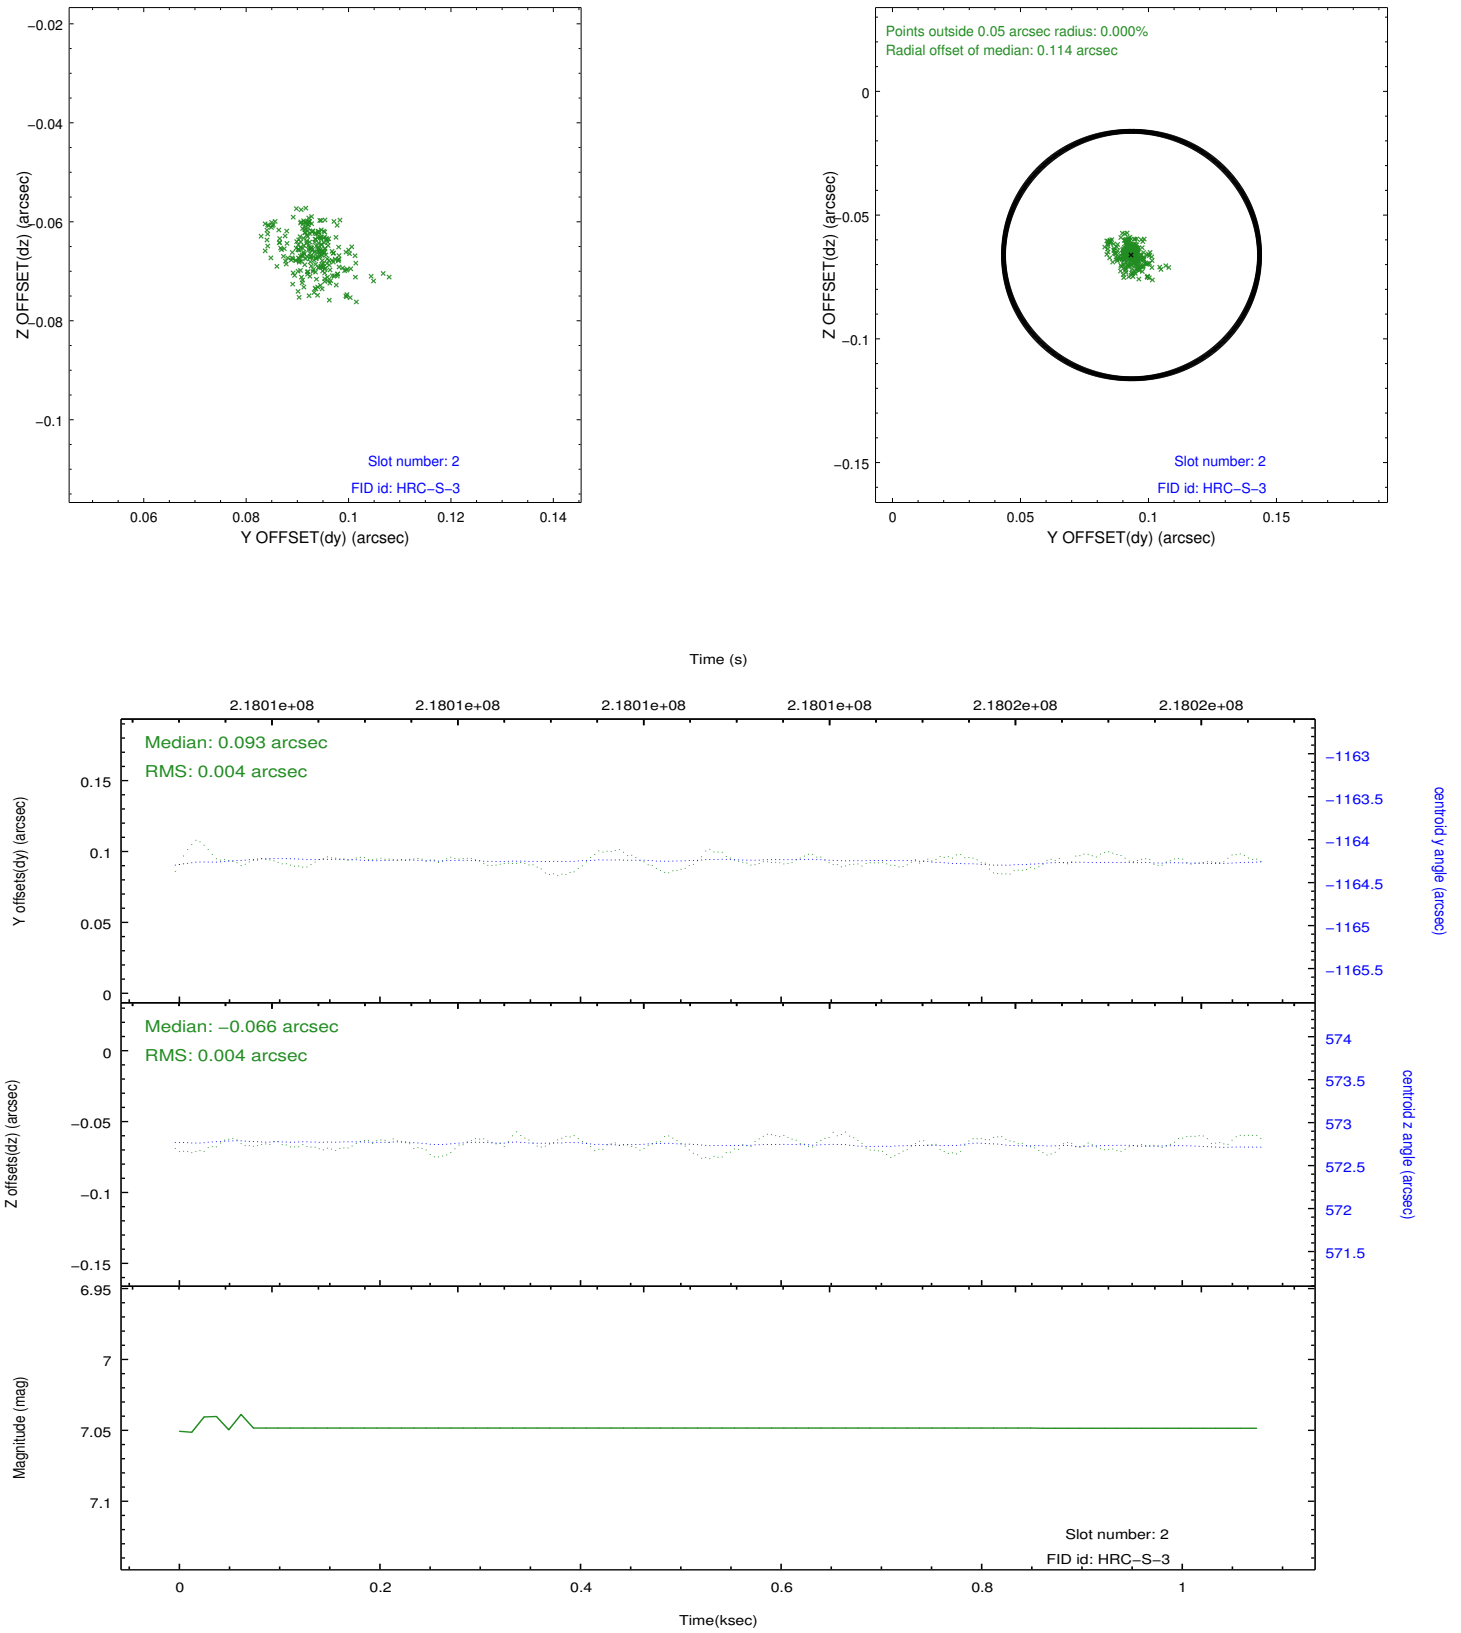 −0.02
−0.04
−0.06
−0.08
−0.1
Z OFFSET(dz) (arcsec)
Slot number: 2
FID id: HRC−S−3
0.06
0.08
0.1
0.12
0.14
Y OFFSET(dy) (arcsec)
Points outside 0.05 arcsec radius: 0.000%
Radial offset of median: 0.114 arcsec
0
−0.05
−0.1
−0.15
Z OFFSET(dz) (arcsec)
Slot number: 2
FID id: HRC−S−3
0
0.05
0.1
0.15
Y OFFSET(dy) (arcsec)
Time (s)
2.1801e+08
2.1801e+08
2.1801e+08
2.1801e+08
2.1802e+08
2.1802e+08
Median: 0.093 arcsec
RMS: 0.004 arcsec
0.15
0.1
0.05
0
Y offsets(dy) (arcsec)
−1163
−1163.5
−1164
−1164.5
−1165
−1165.5
centroid y angle (arcsec)
Median: −0.066 arcsec
RMS: 0.004 arcsec
0
−0.05
−0.1
−0.15
Z offsets(dz) (arcsec)
574
573.5
573
572.5
572
571.5
centroid z angle (arcsec)
6.95
7
7.05
7.1
Magnitude (mag)
Slot number: 2
FID id: HRC−S−3
0
0.2
0.4
0.6
0.8
1
Time(ksec)